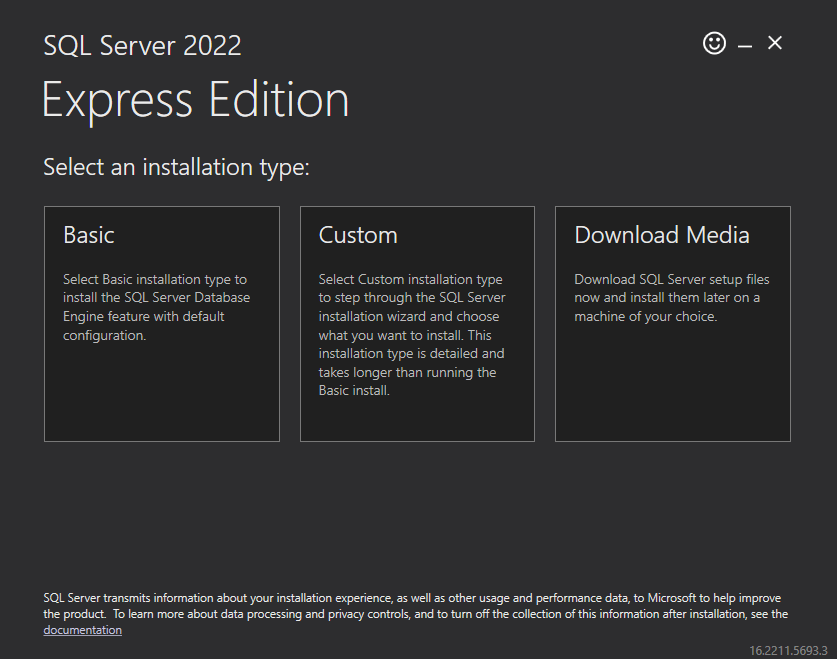 SQL Server 2022
Express Edition
Select an installation type:
Basic
Select Basic installation type to
install the SQL Server Database
Engine feature with default
configuration.
Custom
Select Custom installation type
to step through the SQL Server
installation wizard and choose
what you want to install. This
installation type is detailed and
takes longer than running the
Basic install.
Download Media
Download SQL Server setup files
now and install them later on a
machine of your choice.
SQL Server transmits information about your installation experience, as well as other usage and performance data, to Microsoft to help improve
the product.  To learn more about data processing and privacy controls, and to turn off the collection of this information after installation, see the
documentation
16.2211.5693.3